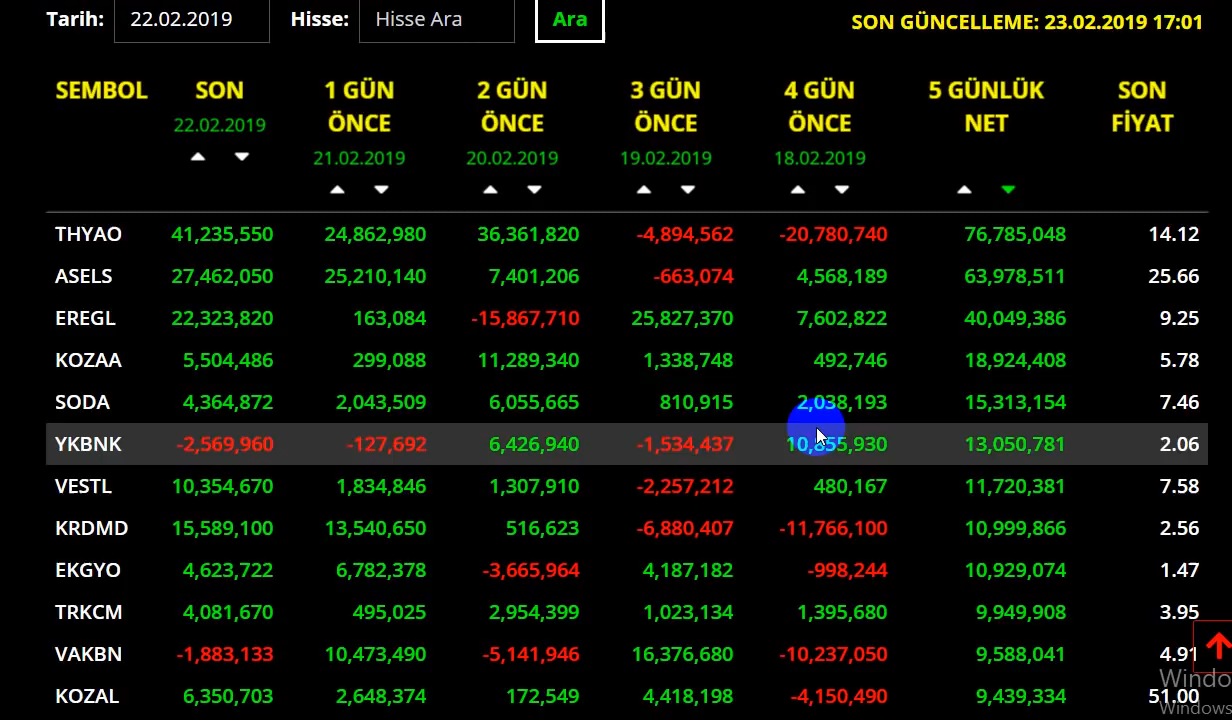 Tarih: 22.02.2019 Hisse: Hisse Ara Ara SON GÜNCELLEME: 23.02.2019 17:01
SEMBOL SON 1 GÜN 2 GÜN 3 GÜN 4 GÜN 5 GÜNLÜK SON
22.02.2019 ÖNCE ÖNCE ÖNCE ÖNCE NET FİYAT
21.02.2019 20.02.2019 19.02.2019 18.02.2019
THYAO 41,235,550 24,862,980 36,361,820 -4,894,562 -20,780,740 76,785,048 14.12
ASELS 27,462,050 25,210,140 7,401,206 -663,074 4,568,189 63,978,511 25.66
EREGL 22,323,820 163,084 -15,867,710 25,827,370 7,602,822 40,049,386 9.25
KOZAA 5,504,486 299,088 11,289,340 1,338,748 492,746 18,924,408 5.78
SODA 4,364,872 2,043,509 6,055,665 810,915 2,038,193 15,313,154 7.46
YKBNK -2,569,960 -127,692 6,426,940 -1,534,437 10,855,930 13,050,781 2.06
VESTL 10,354,670 1,834,846 1,307,910 -2,257,212 480,167 11,720,381 7.58
KRDMD 15,589,100 13,540,650 516,623 -6,880,407 -11,766,100 10,999,866 2.56
EKGYO 4,623,722 6,782,378 -3,665,964 4,187,182 -998,244 10,929,074 1.47
TRKCM 4,081,670 495,025 2,954,399 1,023,134 1,395,680 9,949,908 3.95
VAKBN -1,883,133 10,473,490 -5,141,946 16,376,680 -10,237,050 9,588,041 4.91
Windo
KOZAL 6,350,703 2,648,374 172,549 4,418,198 -4,150,490 9,439,334 51.00
Windows